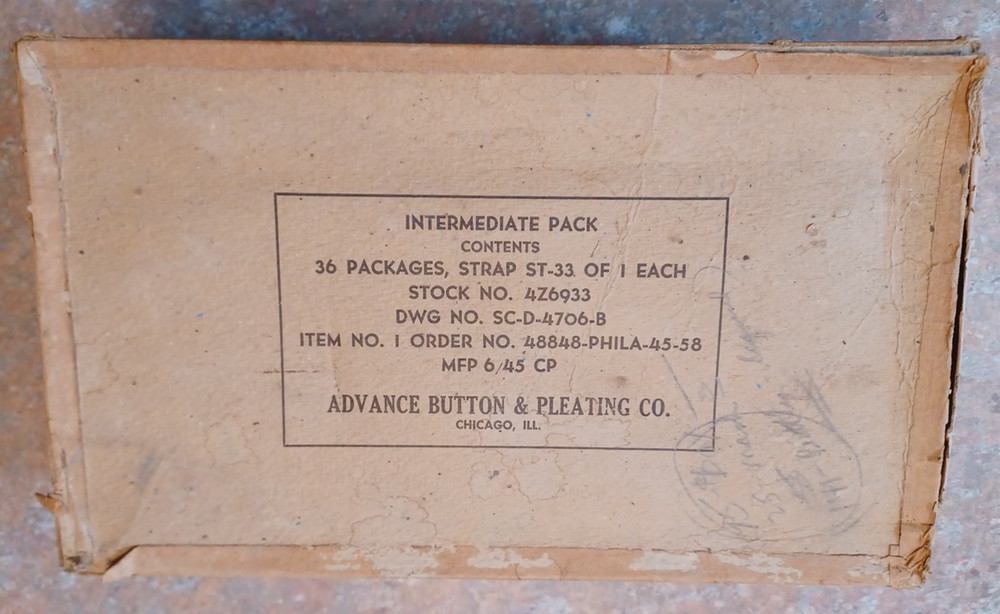 INTERMEDIATE PACK
CONTENTS
36 PACKAGES, STRAP ST-33 OF 1 EACH
STOCK NO. 4Z6933
DWG NO. SC-D-4706-B
ITEM NO. 1 ORDER NO. 48848-PHILA-45-58
MFP 6/45 CP
ADVANCE BUTTON & PLEATING CO.
CHICAGO, ILL.